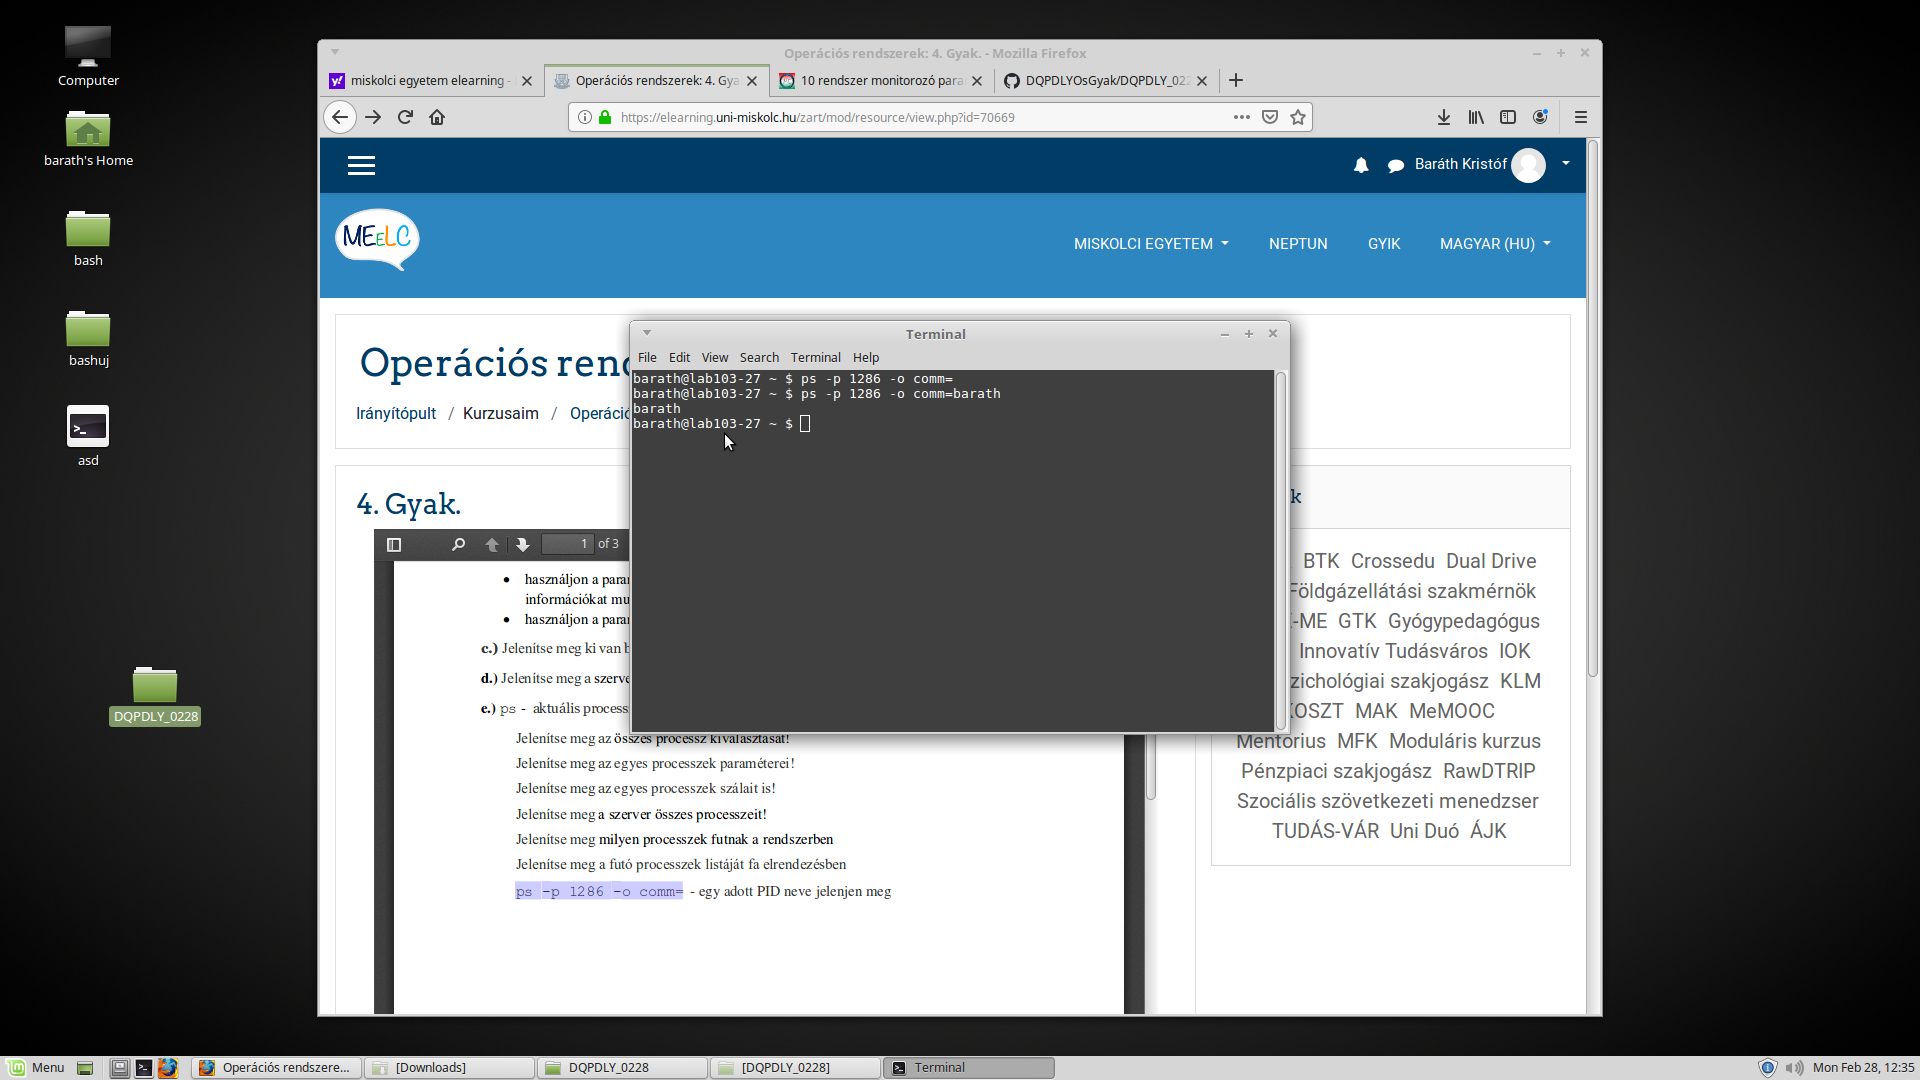 Computer
barath's Home
bash
bashuj
asd
DQPDLY_0228
Operációs rendszerek: 4. Gyak. - Mozilla Firefox
miskolci egyetem elearning -
Operációs rendszerek: 4. Gya
10 rendszer monitorozó para
DQPDLYOsGyak/DQPDLY_022
https://elearning.uni-miskolc.hu/zart/mod/resource/view.php?id=70669
Baráth Kristóf
MEeLC
MISKOLCI EGYETEM
NEPTUN
GYIK
MAGYAR (HU)
Operációs rend
Irányítópult / Kurzusaim / Operáció
4. Gyak.
1 of 3
használjon a para
információkat mu
használjon a para
c.) Jelenítse meg ki van b
d.) Jelenítse meg a szerve
e.) ps - aktuális process
Jelenítse meg az összes processz kiválasztását!
Jelenítse meg az egyes processzek paraméterei!
Jelenítse meg az egyes processzek szálait is!
Jelenítse meg a szerver összes processzeit!
Jelenítse meg milyen processzek futnak a rendszerben
Jelenítse meg a futó processzek listáját fa elrendezésben
ps -p 1286 -o comm= - egy adott PID neve jelenjen meg
Terminal
File Edit View Search Terminal Help
barath@lab103-27 ~ $ ps -p 1286 -o comm=
barath@lab103-27 ~ $ ps -p 1286 -o comm=barath
barath
barath@lab103-27 ~ $
k
BTK Crossedu Dual Drive
Földgázellátási szakmérnök
-ME GTK Gyógypedagógus
Innovatív Tudásváros IOK
zichológiai szakjogász KLM
KOSZT MAK MeMOOC
Mentorius MFK Moduláris kurzus
Pénzpiaci szakjogász RawDTRIP
Szociális szövetkezeti menedzser
TUDÁS-VÁR Uni Duó ÁJK
Menu
Operációs rendszere...
[Downloads]
DQPDLY_0228
[DQPDLY_0228]
Terminal
Mon Feb 28, 12:35